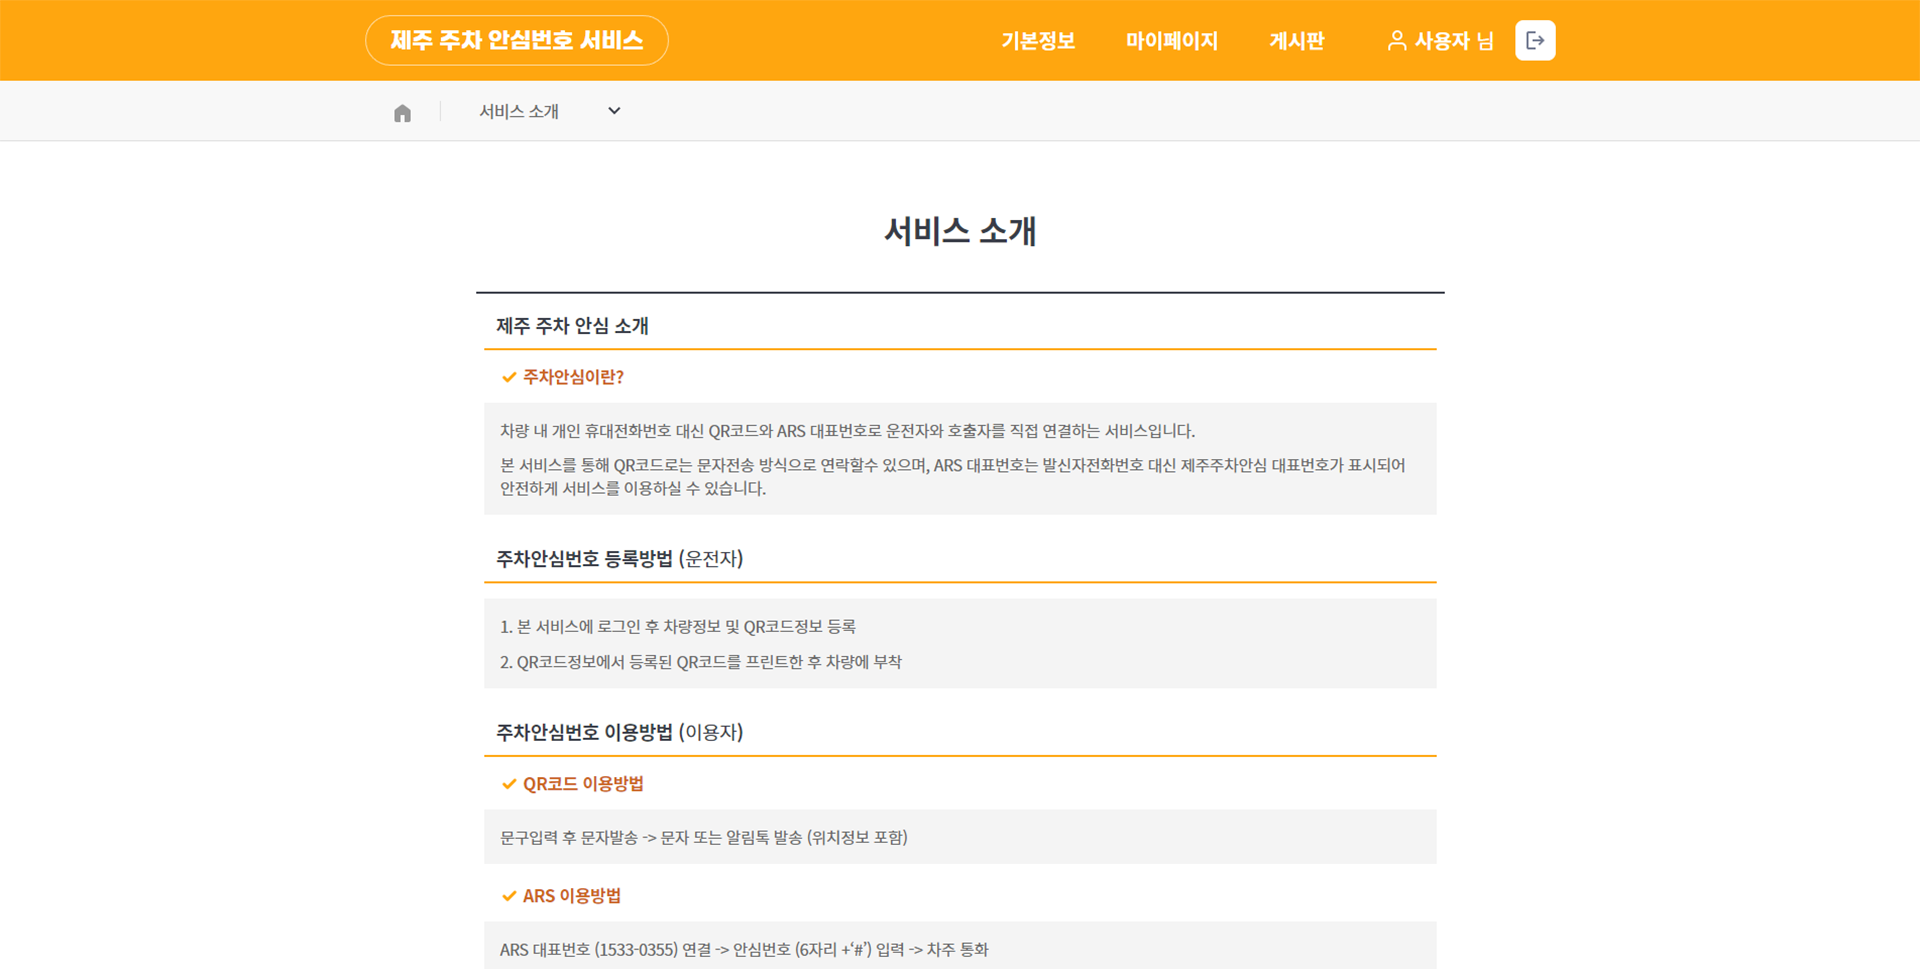 제주 주차 안심번호 서비스
기본정보
마이페이지
게시판
사용자 님
서비스 소개
서비스 소개
제주 주차 안심 소개
주차안심이란?
차량 내 개인 휴대전화번호 대신 QR코드와 ARS 대표번호로 운전자와 호출자를 직접 연결하는 서비스입니다.
본 서비스를 통해 QR코드로는 문자전송 방식으로 연락할수 있으며, ARS 대표번호는 발신자전화번호 대신 제주주차안심 대표번호가 표시되어
안전하게 서비스를 이용하실 수 있습니다.
주차안심번호 등록방법 (운전자)
1. 본 서비스에 로그인 후 차량정보 및 QR코드정보 등록
2. QR코드정보에서 등록된 QR코드를 프린트한 후 차량에 부착
주차안심번호 이용방법 (이용자)
QR코드 이용방법
문구입력 후 문자발송 -> 문자 또는 알림톡 발송 (위치정보 포함)
ARS 이용방법
ARS 대표번호 (1533-0355) 연결 -> 안심번호 (6자리 +‘#’) 입력 -> 차주 통화